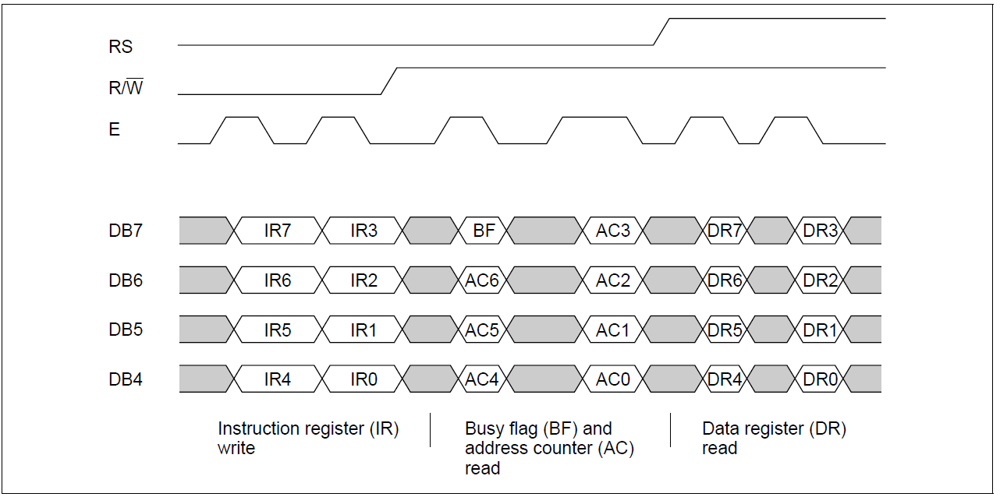 RS
R/W̅
E
DB7 IR7 IR3 BF AC3 DR7 DR3
DB6 IR6 IR2 AC6 AC2 DR6 DR2
DB5 IR5 IR1 AC5 AC1 DR5 DR1
DB4 IR4 IR0 AC4 AC0 DR4 DR0
Instruction register (IR)
write
Busy flag (BF) and
address counter (AC)
read
Data register (DR)
read